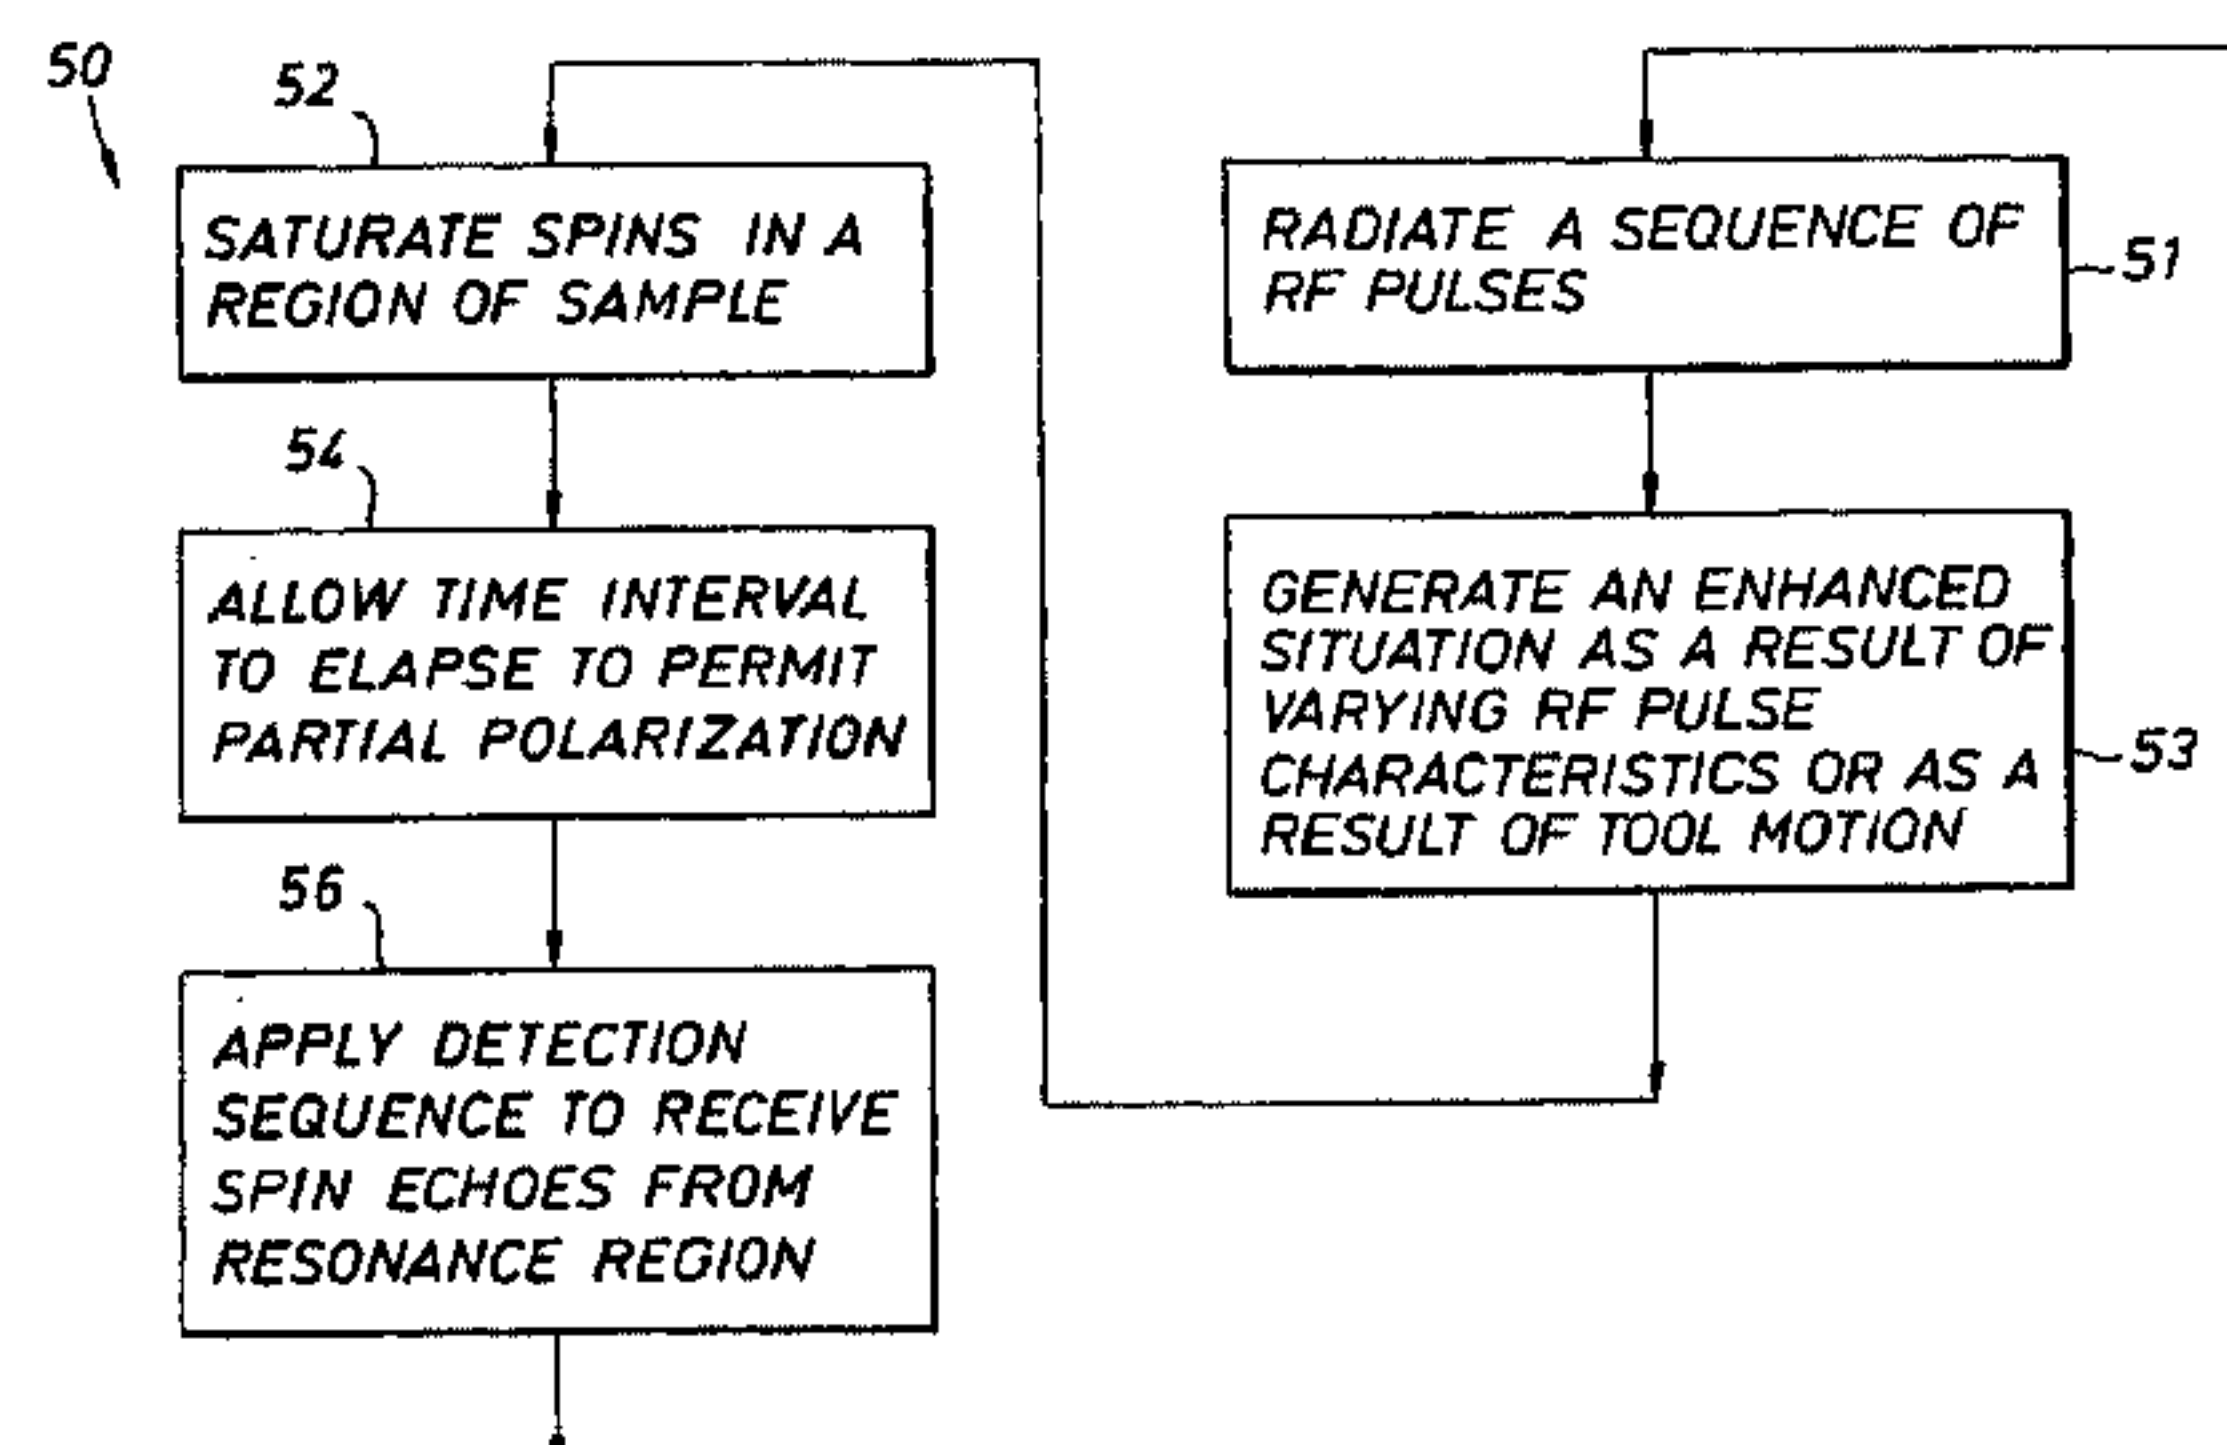 50
52
SATURATE SPINS IN A
REGION OF SAMPLE
54
ALLOW TIME INTERVAL
TO ELAPSE TO PERMIT
PARTIAL POLARIZATION
56
APPLY DETECTION
SEQUENCE TO RECEIVE
SPIN ECHOES FROM
RESONANCE REGION
RADIATE A SEQUENCE OF
RF PULSES
51
GENERATE AN ENHANCED
SITUATION AS A RESULT OF
VARYING RF PULSE
CHARACTERISTICS OR AS A
RESULT OF TOOL MOTION
53